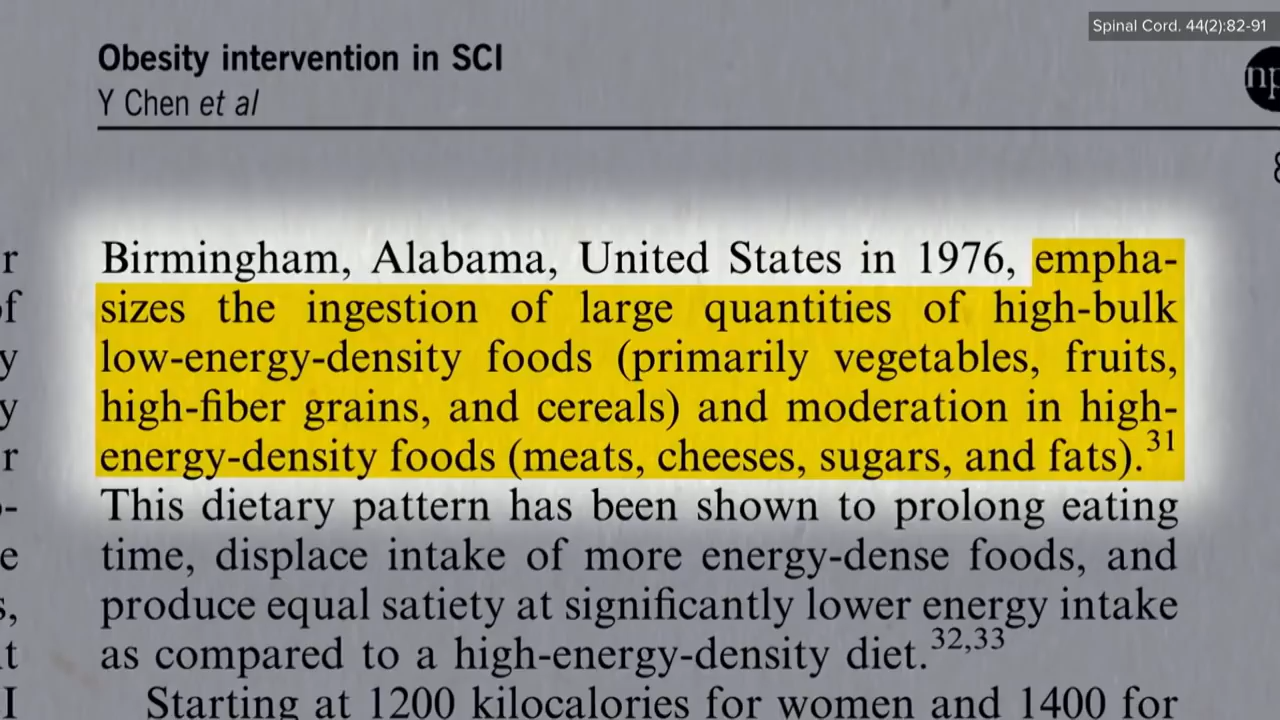 Spinal Cord. 44(2):82-91
Obesity intervention in SCI
Y Chen et al
Birmingham, Alabama, United States in 1976, empha-
sizes the ingestion of large quantities of high-bulk
low-energy-density foods (primarily vegetables, fruits,
high-fiber grains, and cereals) and moderation in high-
energy-density foods (meats, cheeses, sugars, and fats).31
This dietary pattern has been shown to prolong eating
time, displace intake of more energy-dense foods, and
produce equal satiety at significantly lower energy intake
as compared to a high-energy-density diet.32,33
Starting at 1200 kilocalories for women and 1400 for